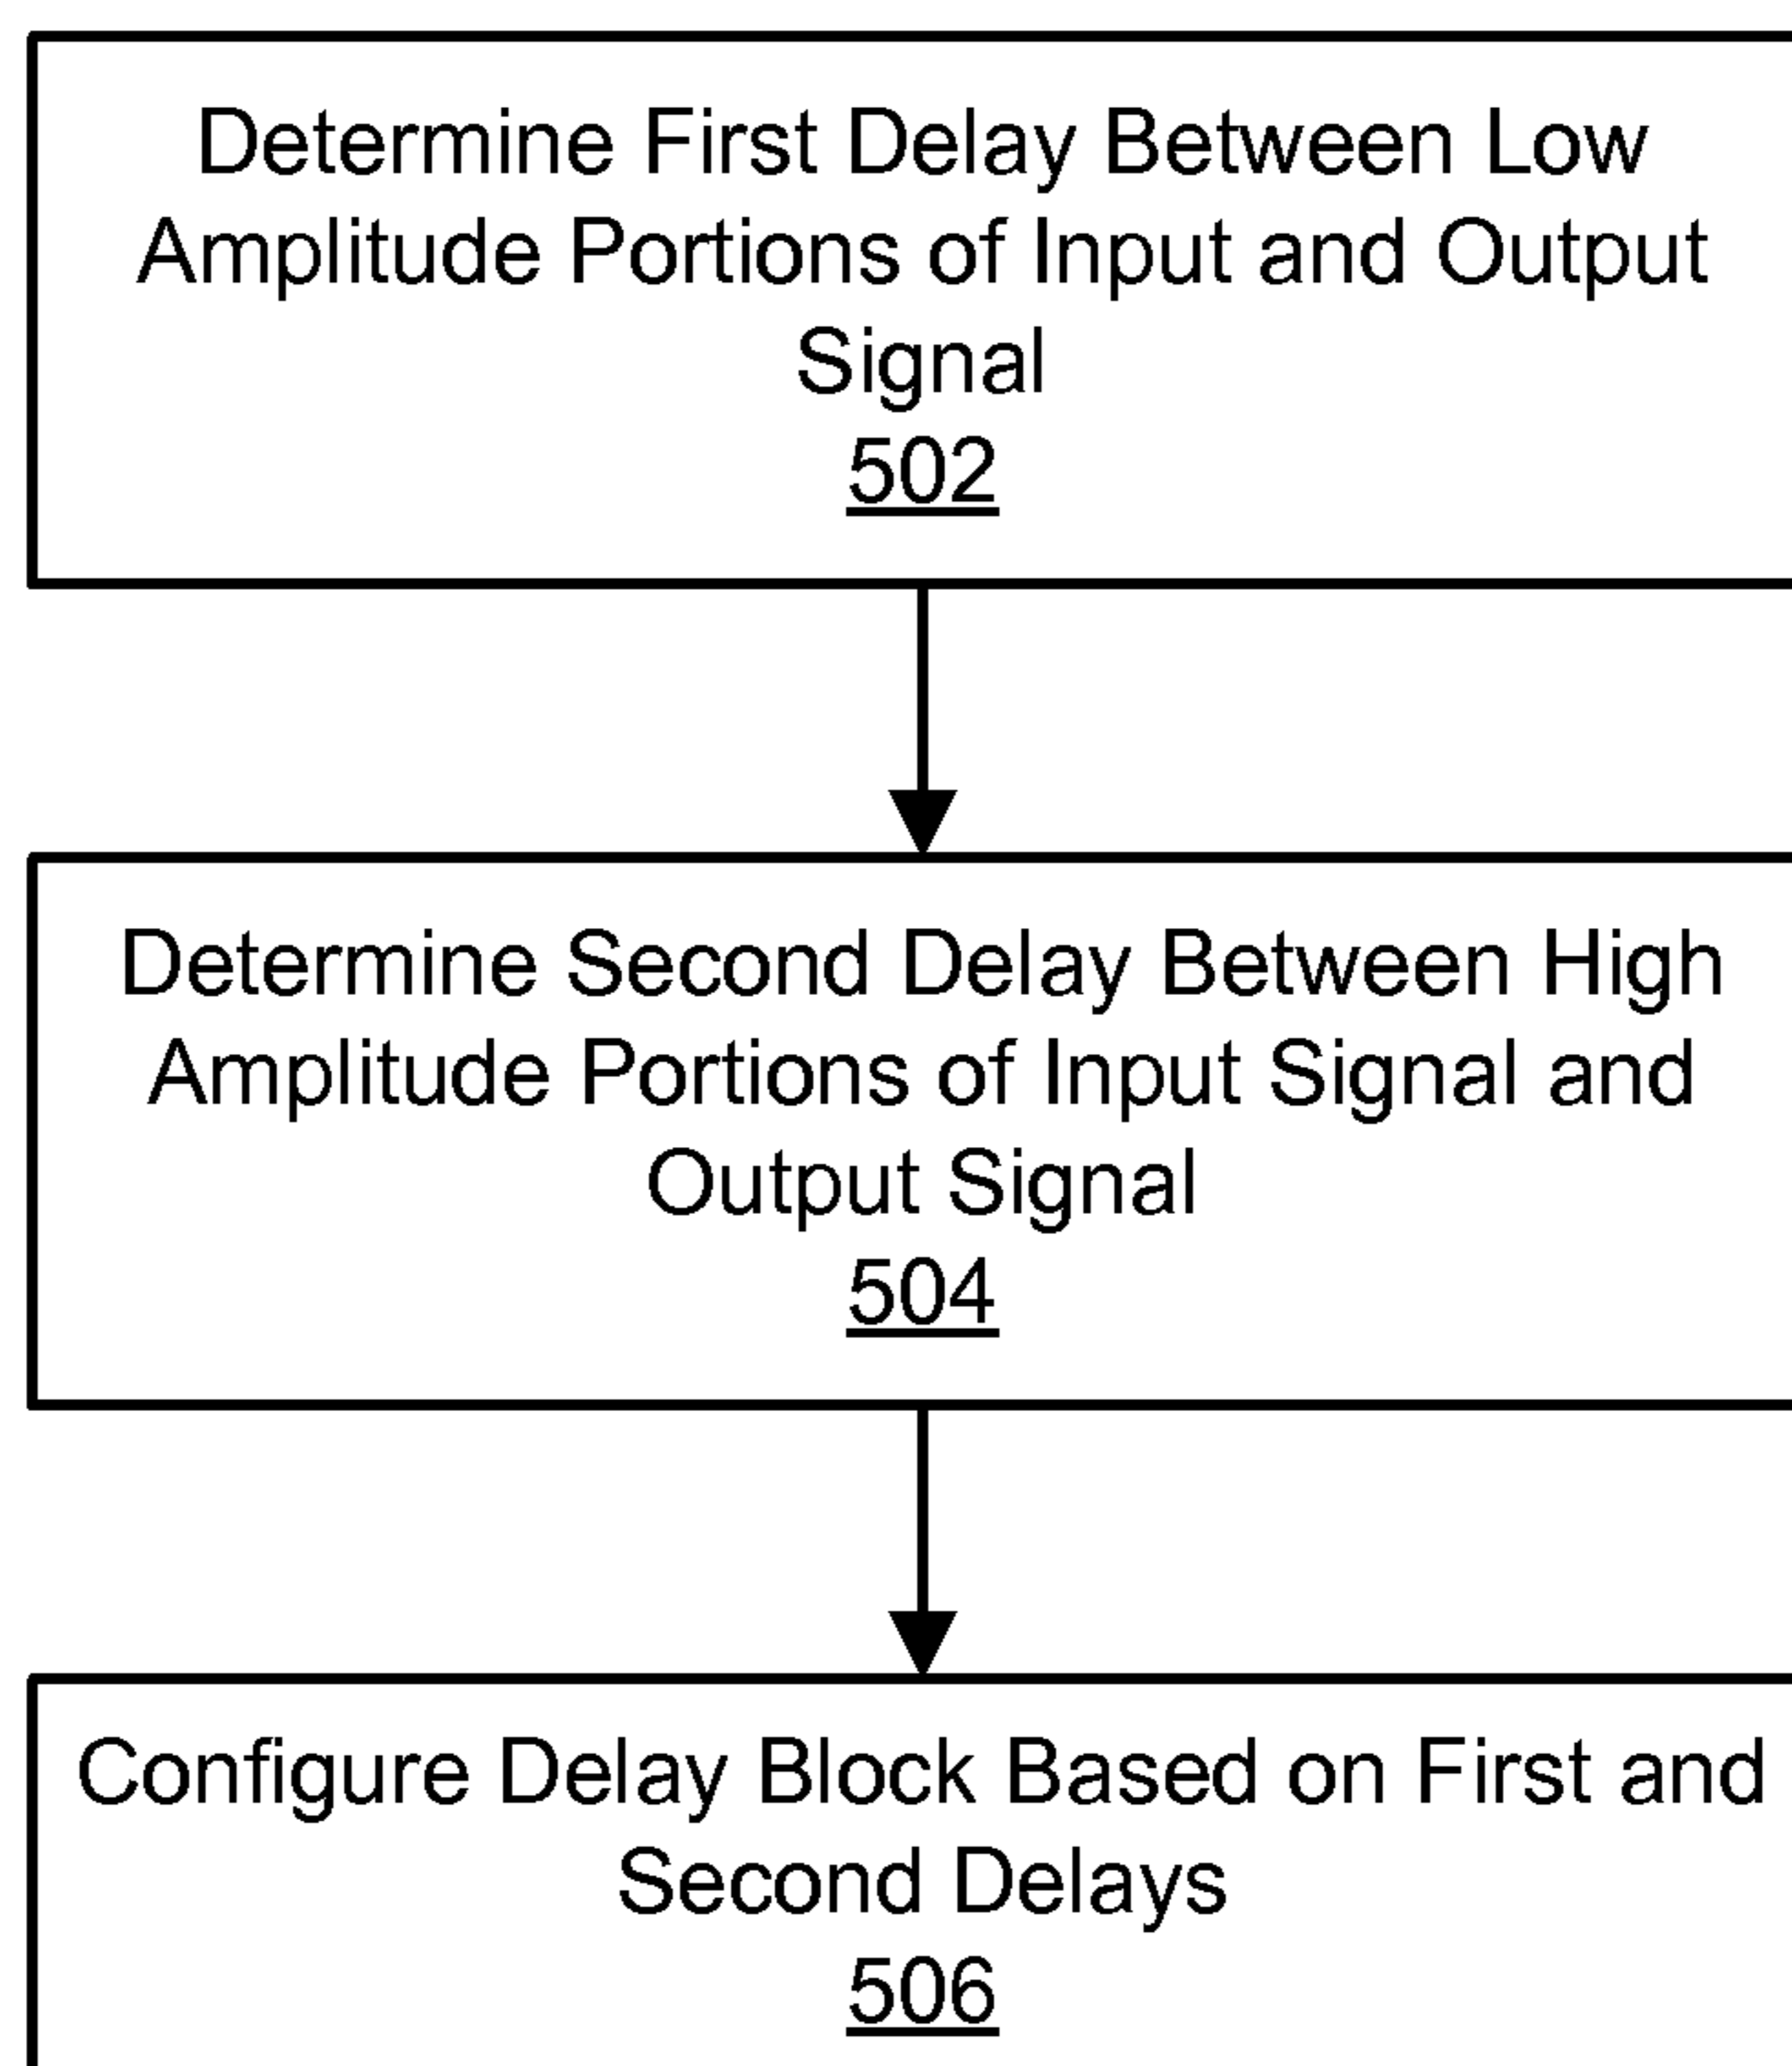 Determine First Delay Between Low
Amplitude Portions of Input and Output
Signal
502
Determine Second Delay Between High
Amplitude Portions of Input Signal and
Output Signal
504
Configure Delay Block Based on First and
Second Delays
506